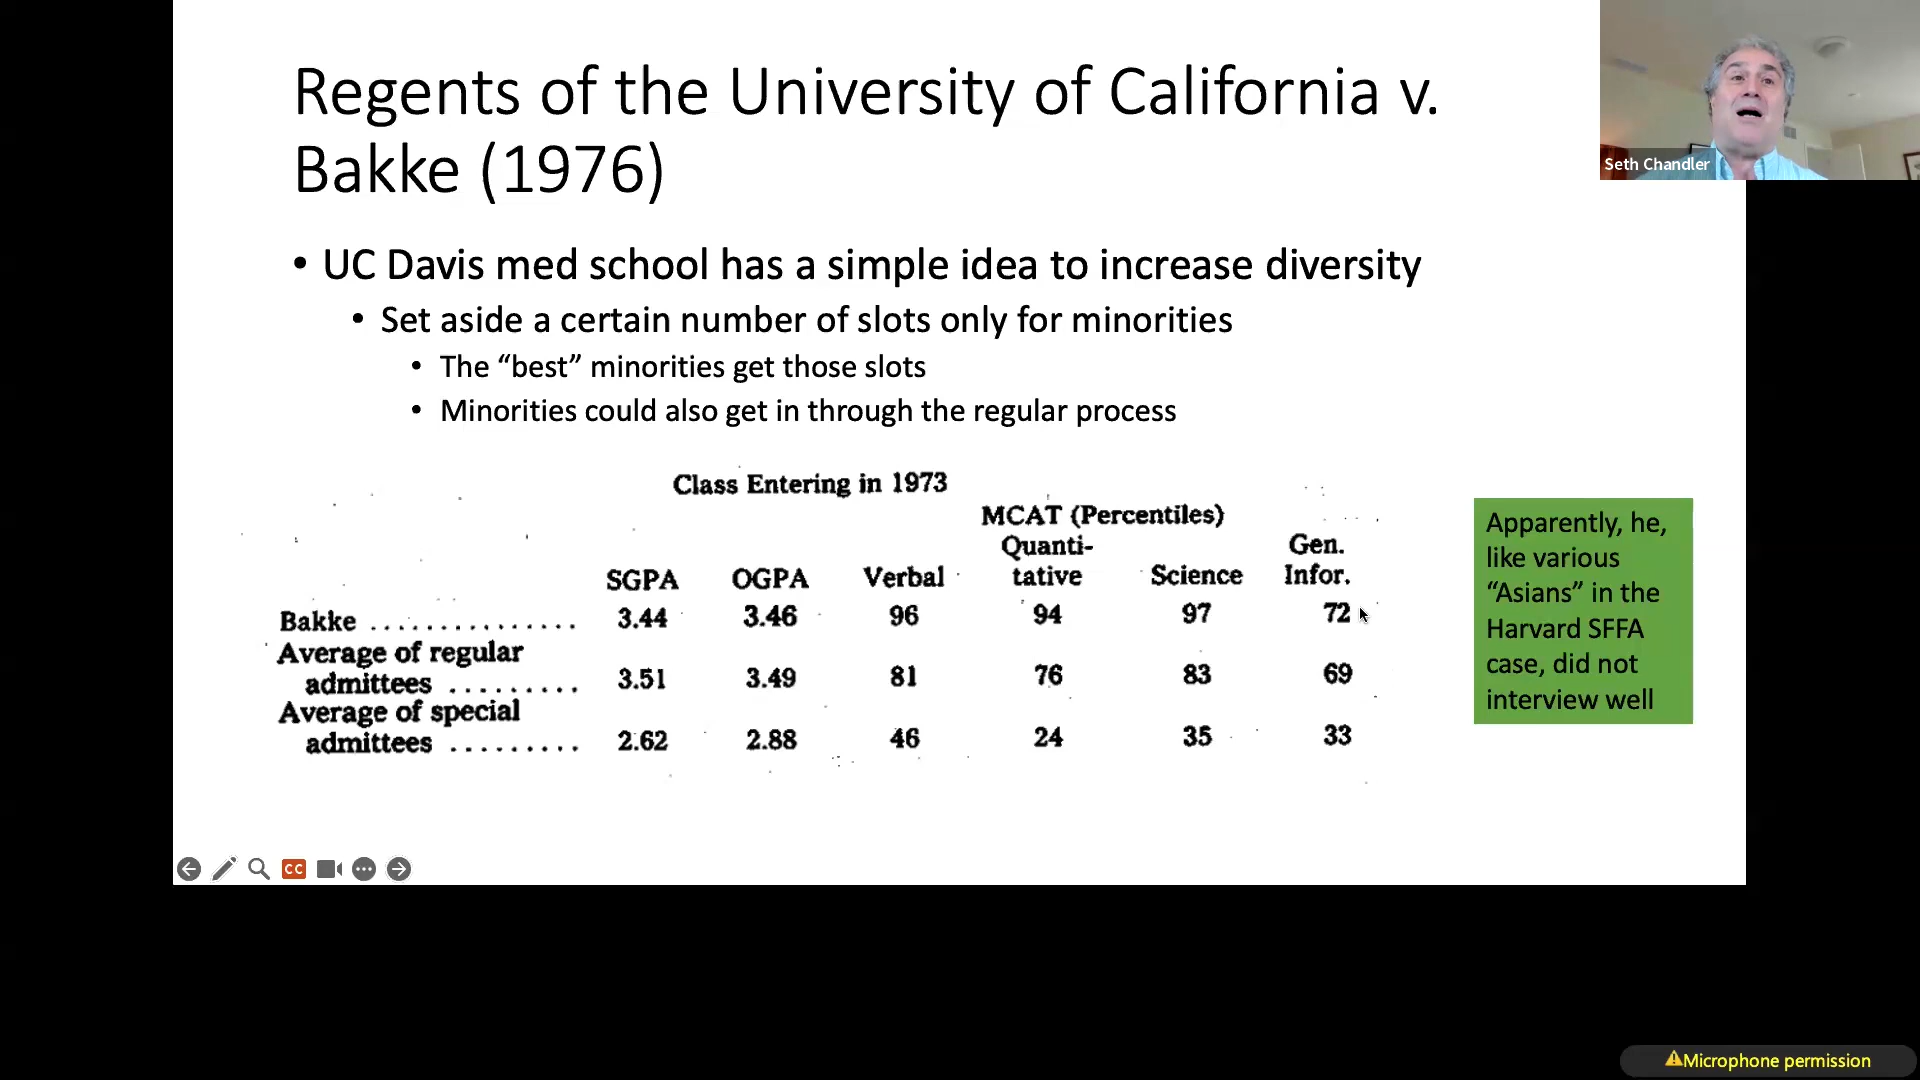 Regents of the University of California v.
Bakke (1976)
Seth Chandler
• UC Davis med school has a simple idea to increase diversity
• Set aside a certain number of slots only for minorities
• The “best” minorities get those slots
• Minorities could also get in through the regular process
Class Entering in 1973
MCAT (Percentiles)
Quanti- Gen.
SGPA OGPA Verbal tative Science Infor.
Bakke ............... 3.44 3.46 96 94 97 72
Average of regular
admittees ......... 3.51 3.49 81 76 83 69
Average of special
admittees ......... 2.62 2.88 46 24 35 33
Apparently, he,
like various
“Asians” in the
Harvard SFFA
case, did not
interview well
CC
Microphone permission